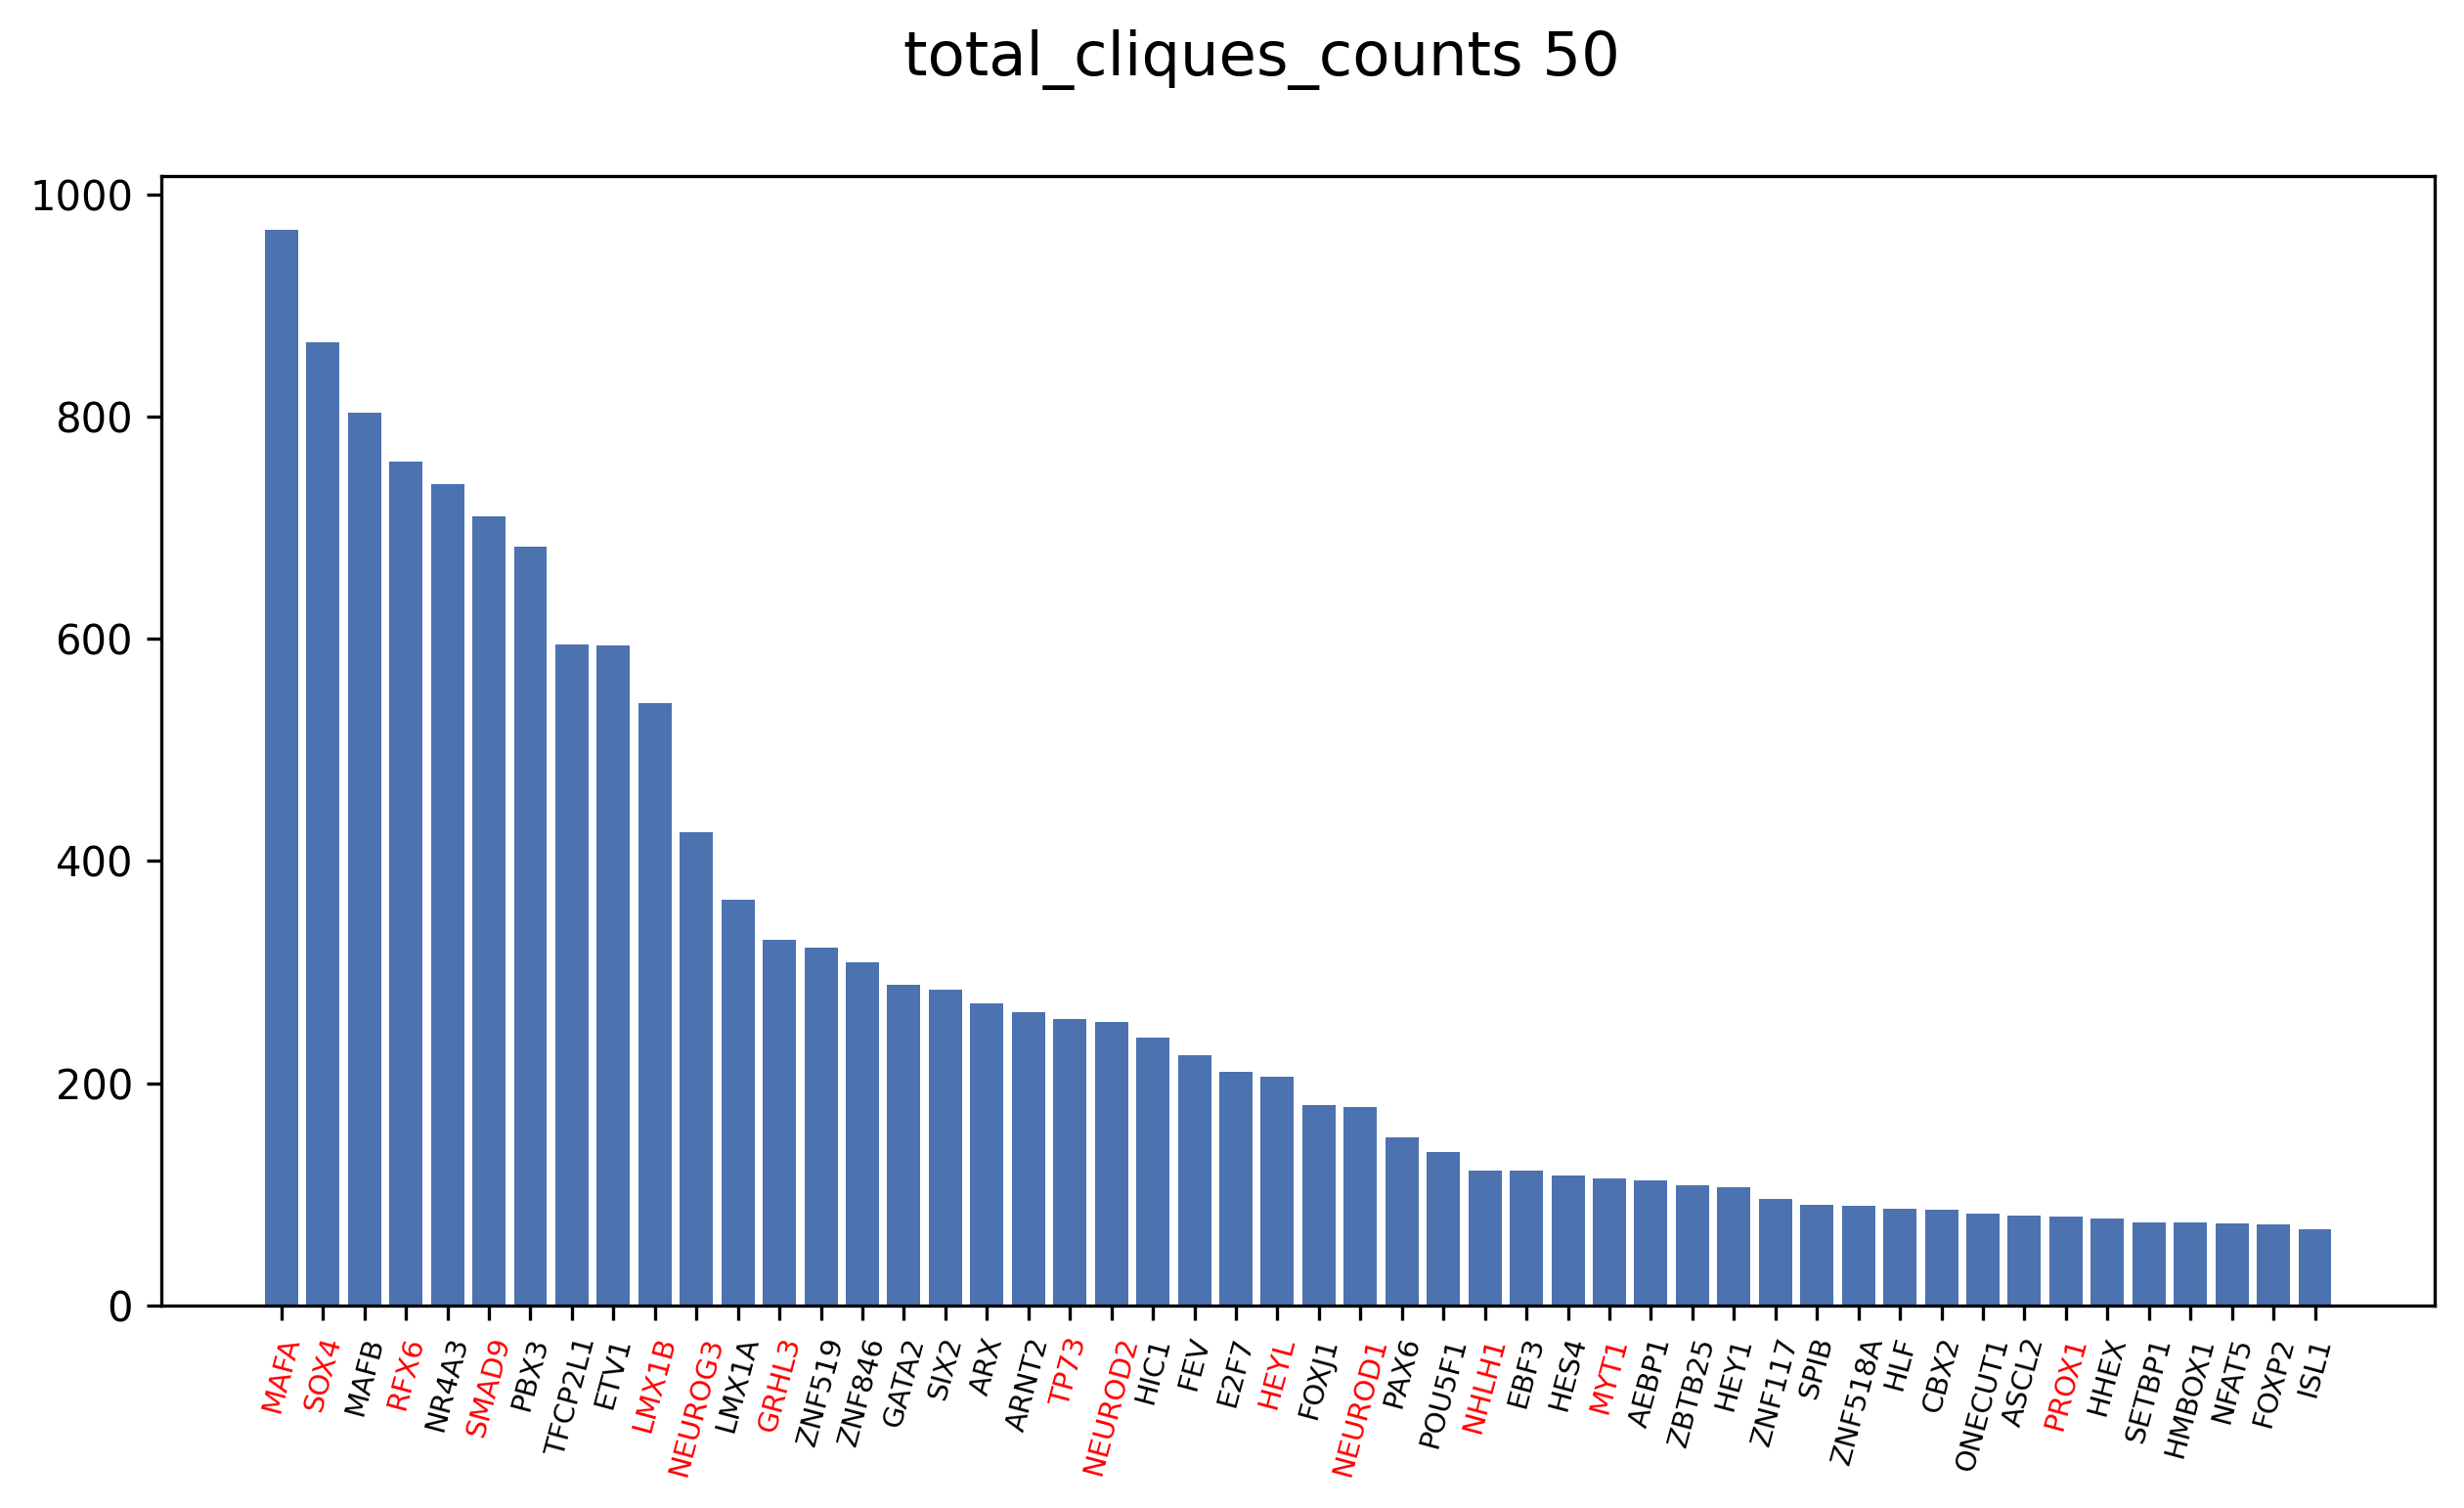 total_cliques_counts 50
1000
800
600
400
200
0
MAFA
SOX4
MAFB
RFX6
NR4A3
SMAD9
PBX3
TFCP2L1
ETV1
LMX1B
NEUROG3
LMX1A
GRHL3
ZNF519
ZNF846
GATA2
SIX2
ARX
ARNT2
TP73
NEUROD2
HIC1
FEV
E2F7
HEYL
FOXJ1
NEUROD1
PAX6
POU5F1
NHLH1
EBF3
HES4
MYT1
AEBP1
ZBTB25
HEY1
ZNF117
SPIB
ZNF518A
HLF
CBX2
ONECUT1
ASCL2
PROX1
HHEX
SETBP1
HMBOX1
NFAT5
FOXP2
ISL1